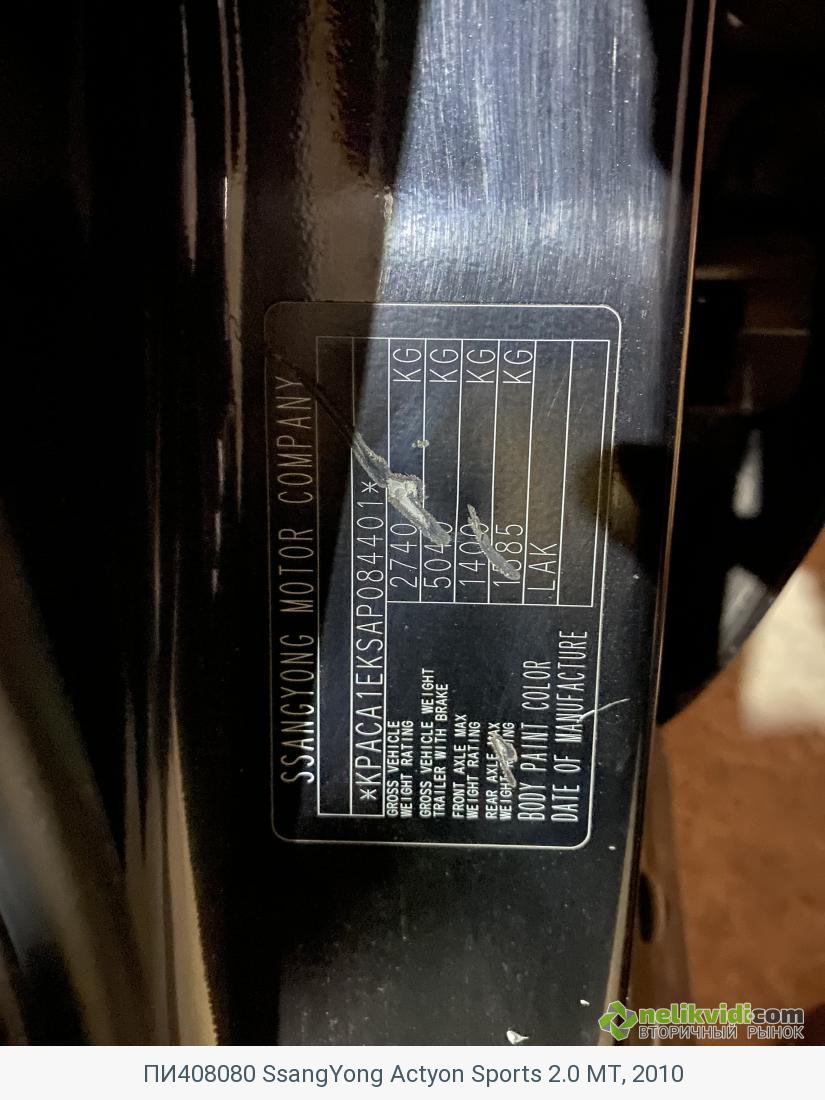 SSANGYONG MOTOR COMPANY
*KPACA1EKSAP084401*
GROSS VEHICLE
WEIGHT RATING
2740 KG
GROSS VEHICLE WEIGHT
TRAILER WITH BRAKE
5040 KG
FRONT AXLE MAX
WEIGHT RATING
1400 KG
REAR AXLE MAX
WEIGHT RATING
1585 KG
BODY PAINT COLOR LAK
DATE OF MANUFACTURE
nelikvidi.com
ВТОРИЧНЫЙ РЫНОК
ПИ408080 SsangYong Actyon Sports 2.0 MT, 2010